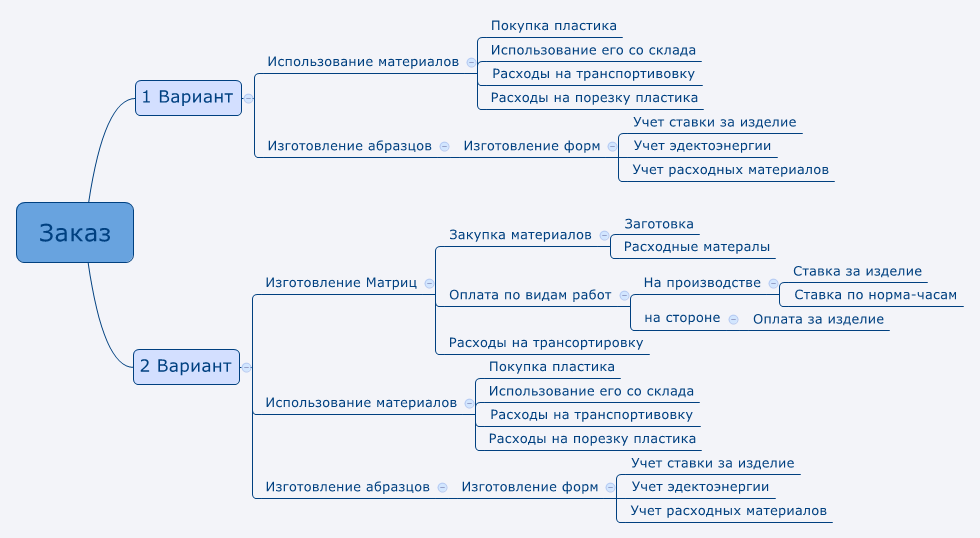 Заказ
1 Вариант
Использование материалов
Покупка пластика
Использование его со склада
Расходы на транспортивовку
Расходы на порезку пластика
Изготовление абразцов
Изготовление форм
Учет ставки за изделие
Учет эдектоэнергии
Учет расходных материалов
2 Вариант
Изготовление Матриц
Закупка материалов
Заготовка
Расходные матералы
Оплата по видам работ
На производстве
Ставка за изделие
Ставка по норма-часам
на стороне
Оплата за изделие
Расходы на трансортировку
Использование материалов
Покупка пластика
Использование его со склада
Расходы на транспортивовку
Расходы на порезку пластика
Изготовление абразцов
Изготовление форм
Учет ставки за изделие
Учет эдектоэнергии
Учет расходных материалов